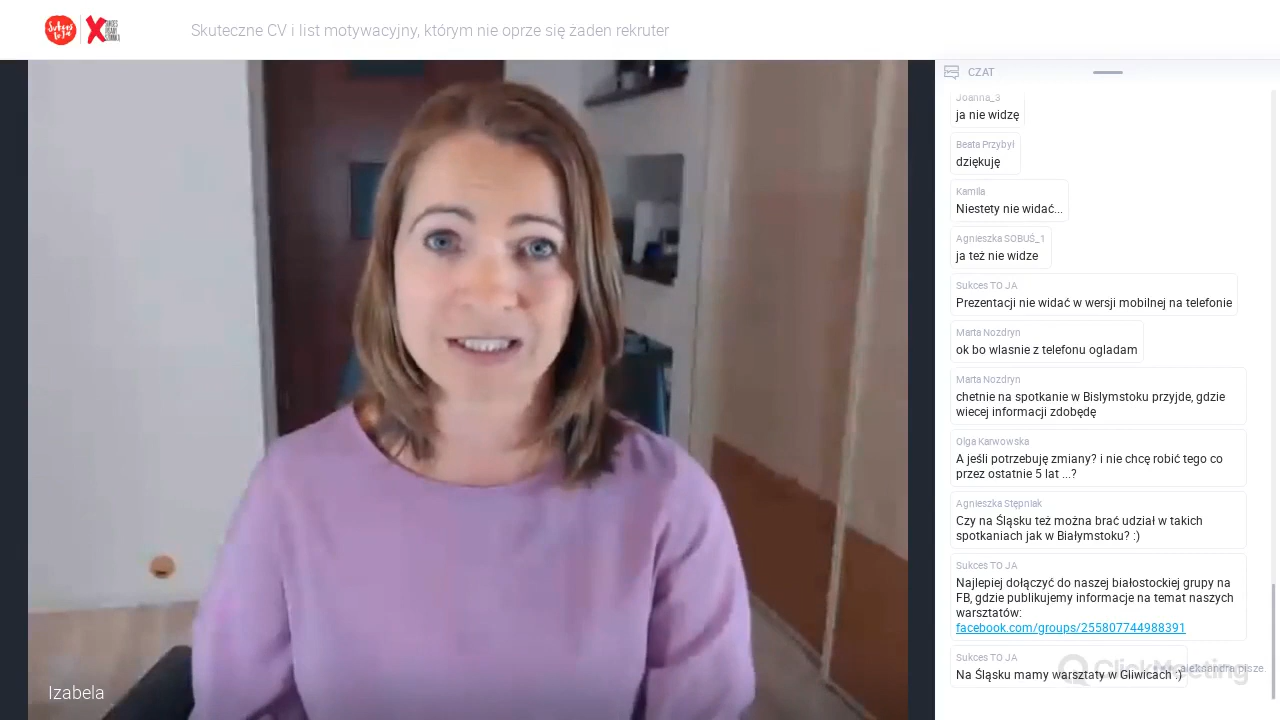 Sukces
to Ja
Skuteczne CV i list motywacyjny, którym nie oprze się żaden rekruter
CZAT
Joanna_3
ja nie widzę
Beata Przybył
dziękuję
Kamila
Niestety nie widać...
Agnieszka SOBUŚ_1
ja też nie widze
Sukces TO JA
Prezentacji nie widać w wersji mobilnej na telefonie
Marta Nozdryn
ok bo wlasnie z telefonu ogladam
Marta Nozdryn
chetnie na spotkanie w Bislymstoku przyjde, gdzie
wiecej informacji zdobędę
Olga Karwowska
A jeśli potrzebuję zmiany? i nie chcę robić tego co
przez ostatnie 5 lat ...?
Agnieszka Stępniak
Czy na Śląsku też można brać udział w takich
spotkaniach jak w Białymstoku? :)
Sukces TO JA
Najlepiej dołączyć do naszej białostockiej grupy na
FB, gdzie publikujemy informacje na temat naszych
warsztatów:
facebook.com/groups/255807744988391
Sukces TO JA
Na Śląsku mamy warsztaty w Gliwicach :)
aleksandra pisze.
ClickMeeting
Izabela